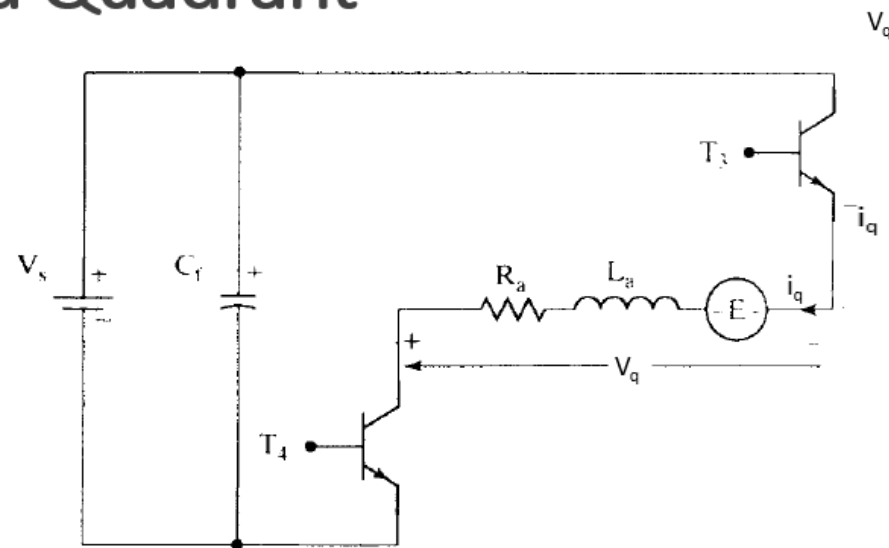 Quadrant
Vq
T3
iq
Vs
+
Cf
+
Ra
La
E
iq
+
Vq
T4